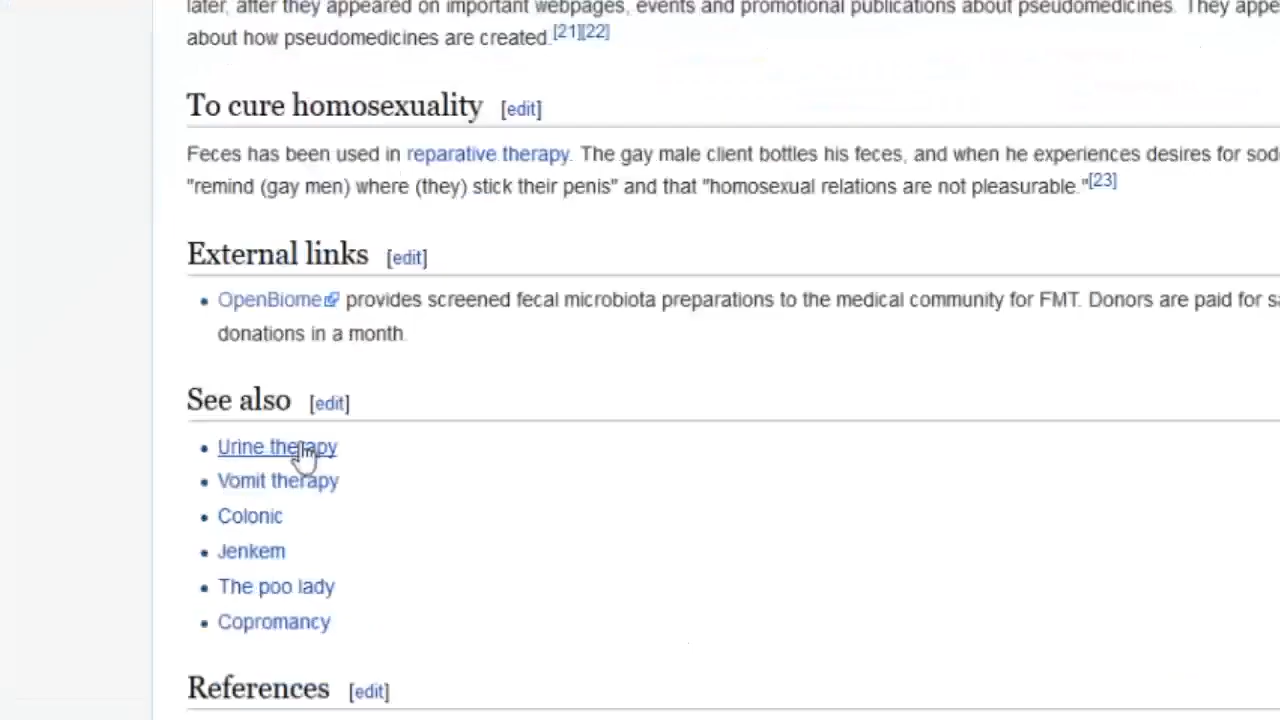 later, after they appeared on important webpages, events and promotional publications about pseudomedicines. They appe
about how pseudomedicines are created.[21][22]
To cure homosexuality [edit]
Feces has been used in reparative therapy. The gay male client bottles his feces, and when he experiences desires for sod
"remind (gay men) where (they) stick their penis" and that "homosexual relations are not pleasurable."[23]
External links [edit]
• OpenBiome provides screened fecal microbiota preparations to the medical community for FMT. Donors are paid for sa
donations in a month.
See also [edit]
• Urine therapy
• Vomit therapy
• Colonic
• Jenkem
• The poo lady
• Copromancy
References [edit]